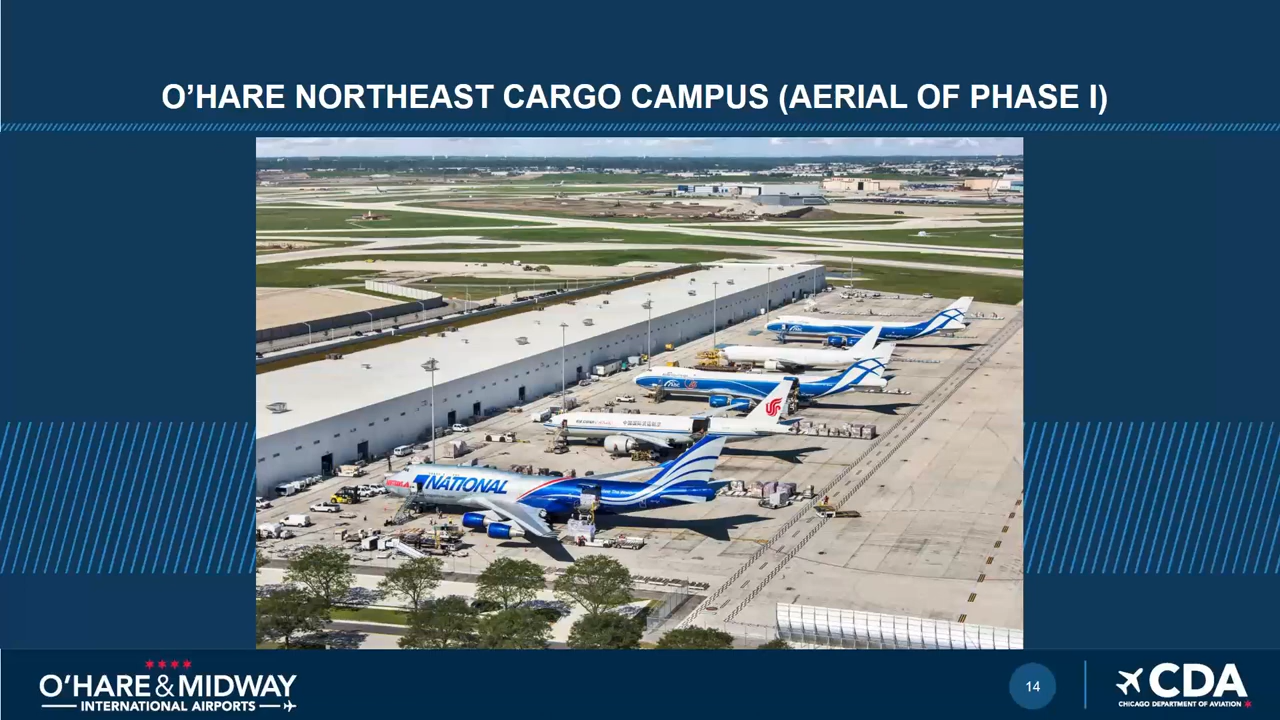 O'HARE NORTHEAST CARGO CAMPUS (AERIAL OF PHASE I)
NATIONAL
O'HARE & MIDWAY
INTERNATIONAL AIRPORTS
14
CDA
CHICAGO DEPARTMENT OF AVIATION